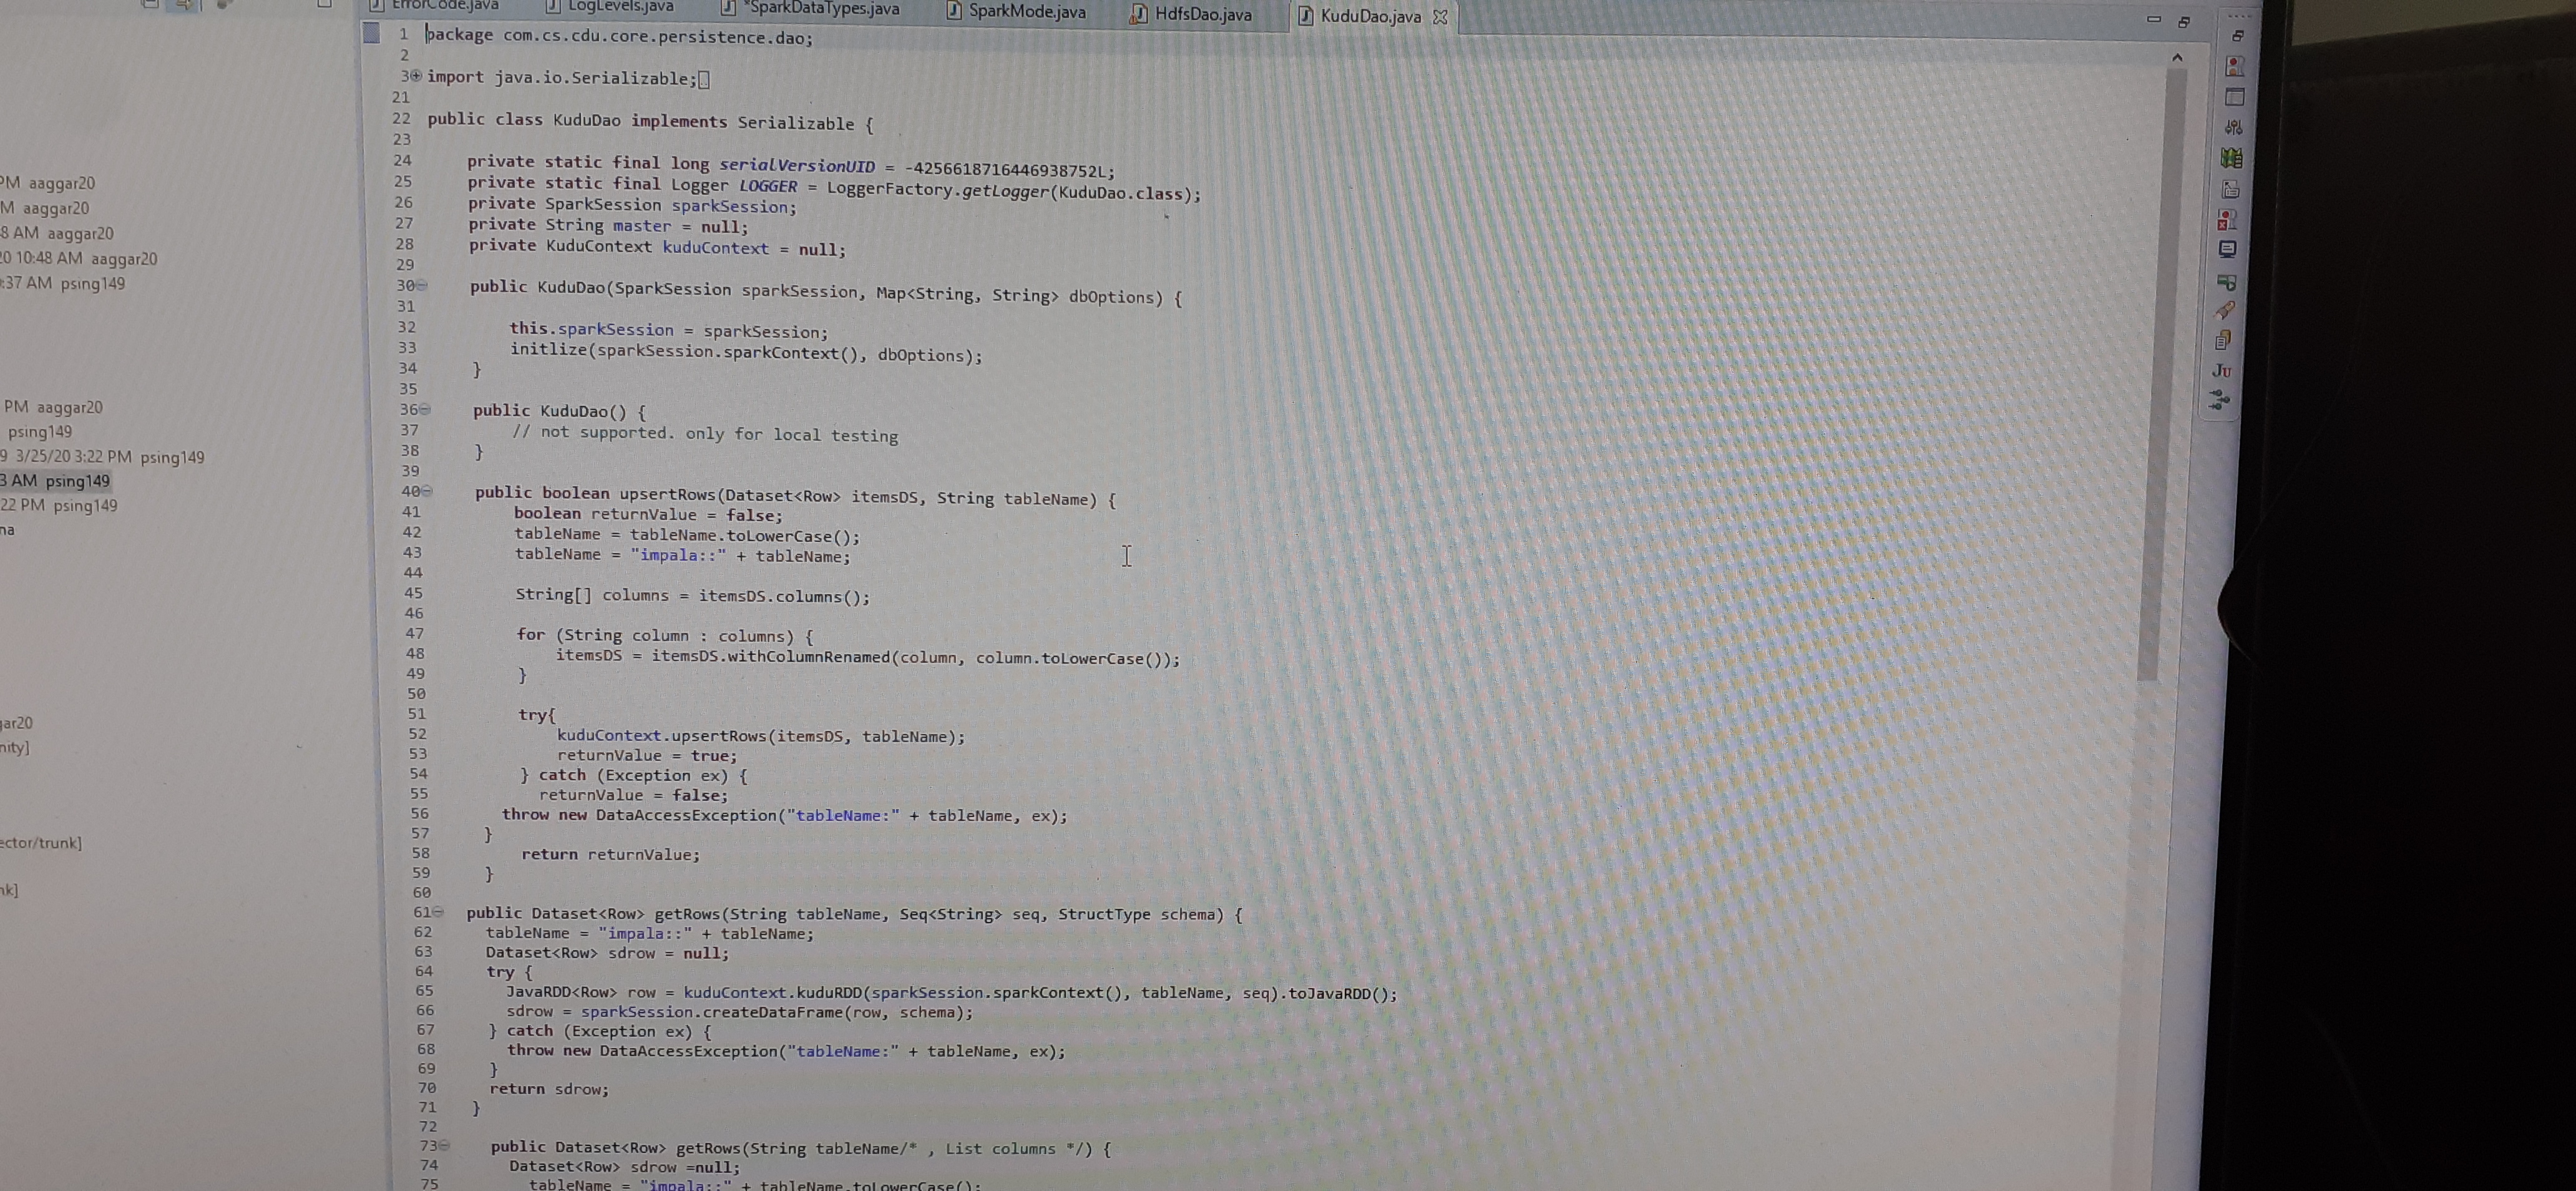 ErrorCode.java LogLevels.java *SparkDataTypes.java SparkMode.java HdfsDao.java KuduDao.java
PM aaggar20
M aaggar20
8 AM aaggar20
20 10:48 AM aaggar20
:37 AM psing149
PM aaggar20
psing149
9 3/25/20 3:22 PM psing149
3 AM psing149
22 PM psing149
na
gar20
nity]
ector/trunk]
nk]
1 package com.cs.cdu.core.persistence.dao;
2
3 import java.io.Serializable;
21
22 public class KuduDao implements Serializable {
23
24 private static final long serialVersionUID = -4256618716446938752L;
25 private static final Logger LOGGER = LoggerFactory.getLogger(KuduDao.class);
26 private SparkSession sparkSession;
27 private String master = null;
28 private KuduContext kuduContext = null;
29
30 public KuduDao(SparkSession sparkSession, Map<String, String> dbOptions) {
31
32 this.sparkSession = sparkSession;
33 initlize(sparkSession.sparkContext(), dbOptions);
34 }
35
36 public KuduDao() {
37 // not supported. only for local testing
38 }
39
40 public boolean upsertRows(Dataset<Row> itemsDS, String tableName) {
41 boolean returnValue = false;
42 tableName = tableName.toLowerCase();
43 tableName = "impala::" + tableName;
44
45 String[] columns = itemsDS.columns();
46
47 for (String column : columns) {
48 itemsDS = itemsDS.withColumnRenamed(column, column.toLowerCase());
49 }
50
51 try{
52 kuduContext.upsertRows(itemsDS, tableName);
53 returnValue = true;
54 } catch (Exception ex) {
55 returnValue = false;
56 throw new DataAccessException("tableName:" + tableName, ex);
57 }
58 return returnValue;
59 }
60
61 public Dataset<Row> getRows(String tableName, Seq<String> seq, StructType schema) {
62 tableName = "impala::" + tableName;
63 Dataset<Row> sdrow = null;
64 try {
65 JavaRDD<Row> row = kuduContext.kuduRDD(sparkSession.sparkContext(), tableName, seq).toJavaRDD();
66 sdrow = sparkSession.createDataFrame(row, schema);
67 } catch (Exception ex) {
68 throw new DataAccessException("tableName:" + tableName, ex);
69 }
70 return sdrow;
71 }
72
73 public Dataset<Row> getRows(String tableName/* , List columns */) {
74 Dataset<Row> sdrow =null;
75 tableName = "impala::" + tableName.toLowerCase();
Ju